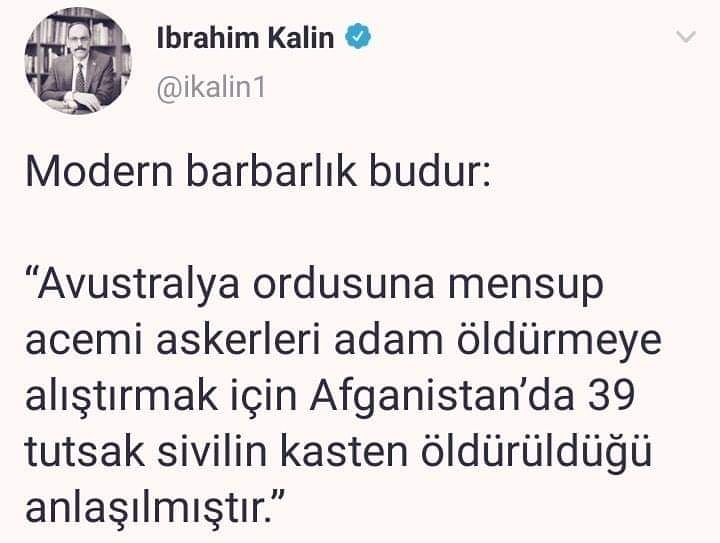 Ibrahim Kalin
@ikalin1
Modern barbarlık budur:
“Avustralya ordusuna mensup
acemi askerleri adam öldürmeye
alıştırmak için Afganistan’da 39
tutsak sivilin kasten öldürüldüğü
anlaşılmıştır.”